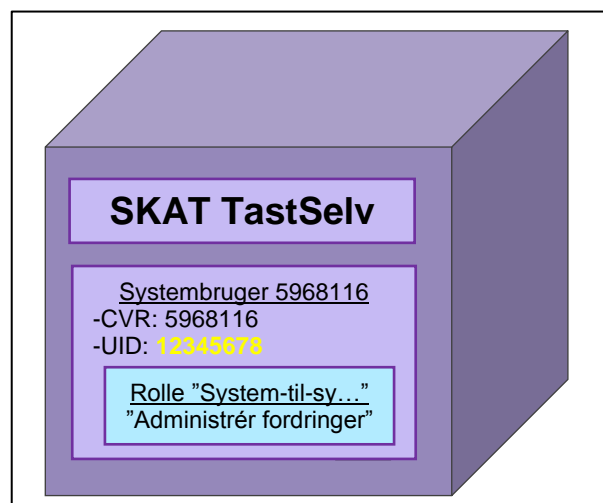 SKAT TastSelv
Systembruger 5968116
-CVR: 5968116
-UID: 12345678
Rolle ”System-til-sy…”
”Administrér fordringer”